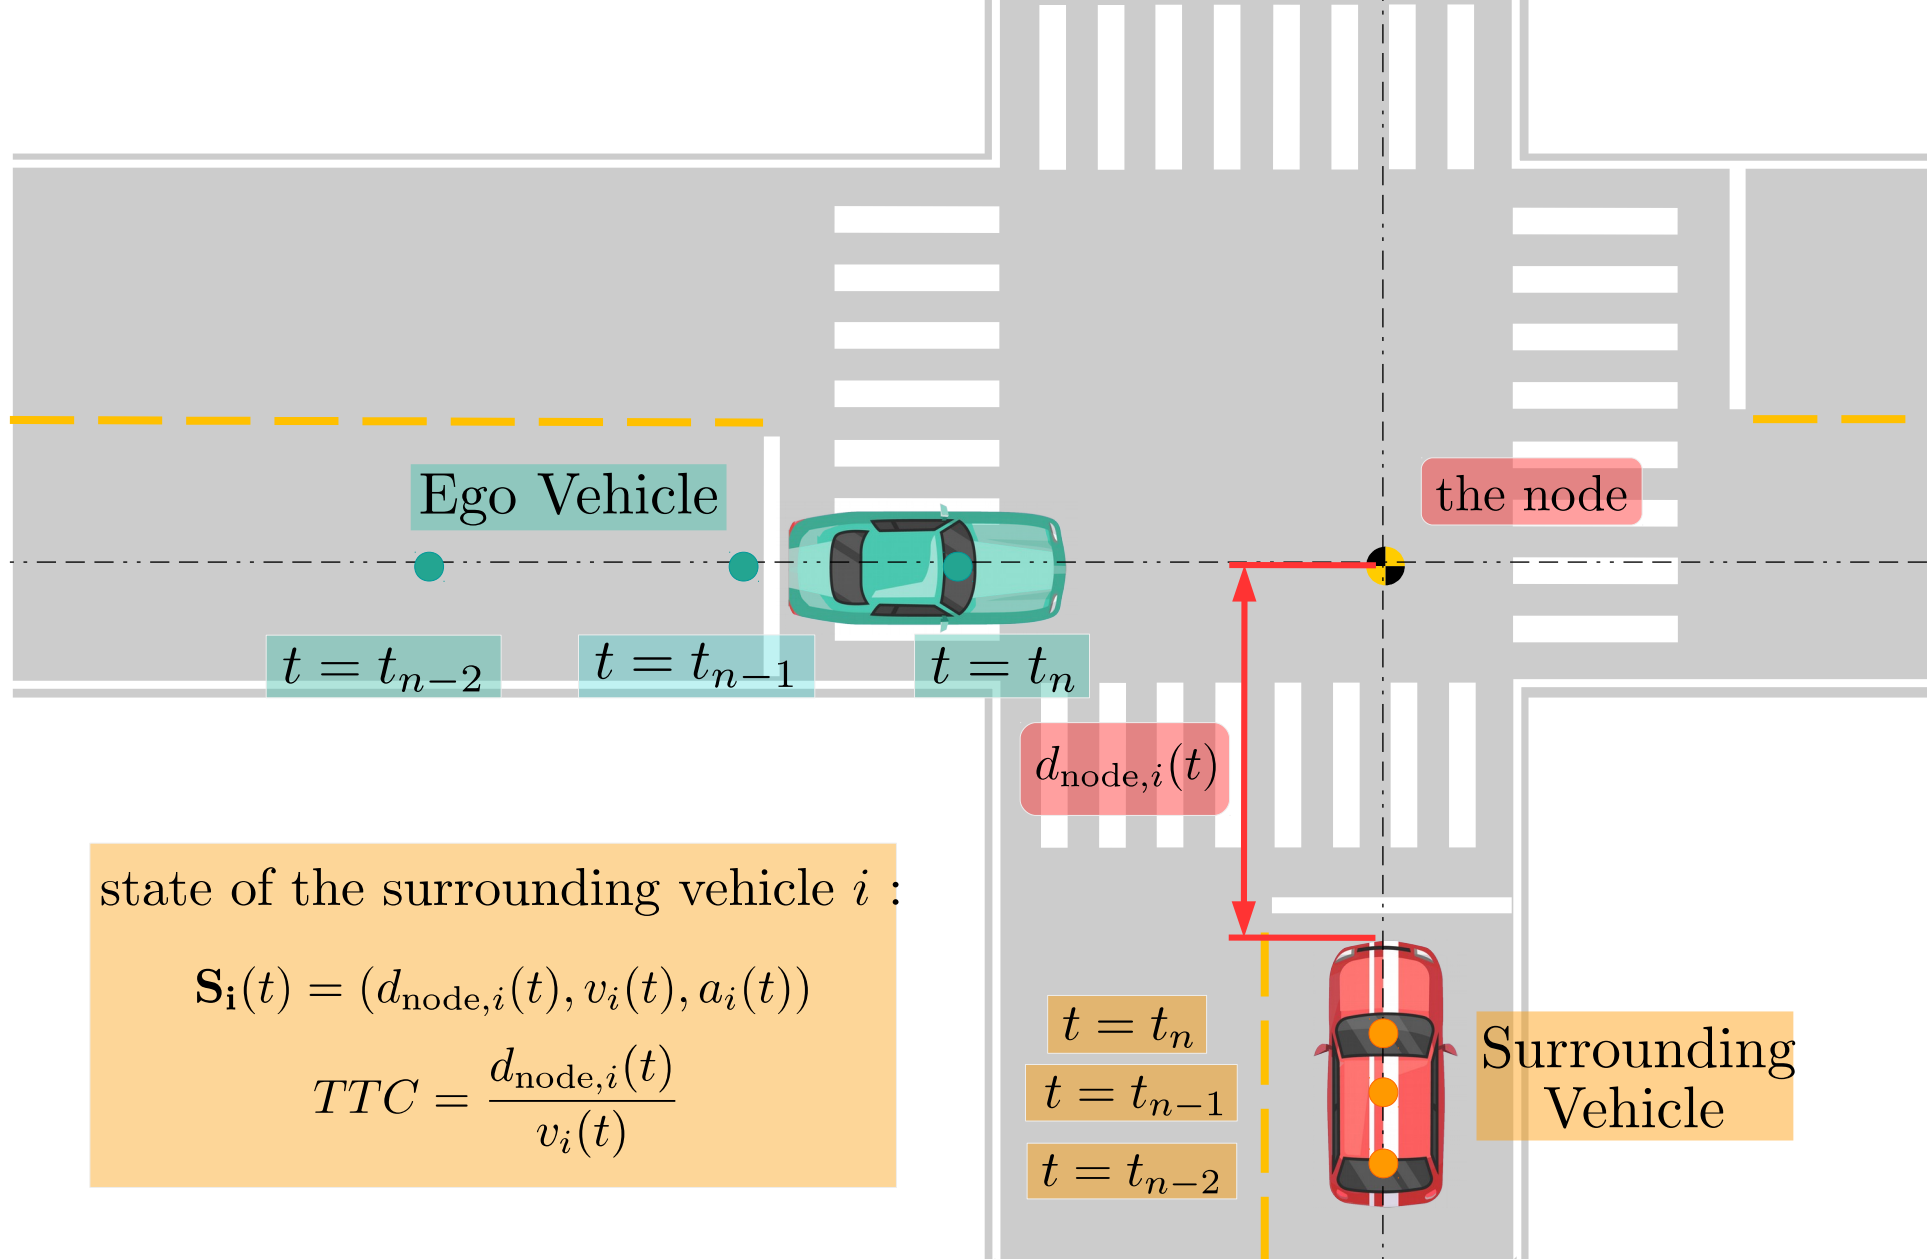 Ego Vehicle
the node
t = t_{n-2}
t = t_{n-1}
t = t_n
d_{node,i}(t)
state of the surrounding vehicle i :
S_i(t) = (d_{node,i}(t), v_i(t), a_i(t))
TTC = \frac{d_{node,i}(t)}{v_i(t)}
t = t_n
t = t_{n-1}
t = t_{n-2}
Surrounding
Vehicle